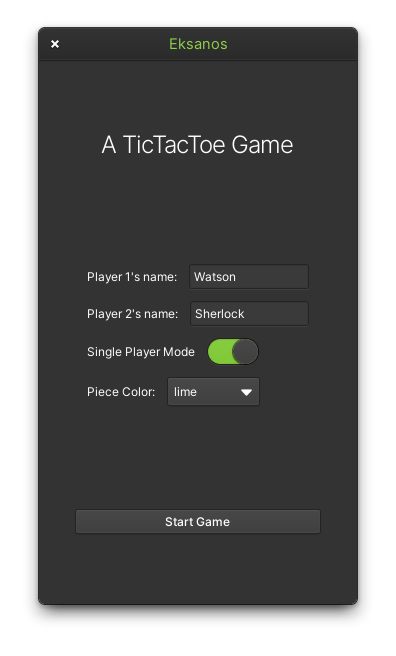 Eksanos
A TicTacToe Game
Player 1's name: Watson
Player 2's name: Sherlock
Single Player Mode
Piece Color: lime
Start Game